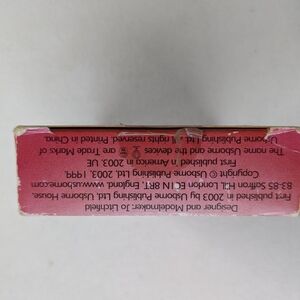 Designer and Modelmaker: Jo Litchfield
First published in 2003 by Usborne Publishing Ltd. Usborne House,
83-85 Saffron Hill, London EC1N 8RT, England. www.usborne.com
Copyright © Usborne Publishing Ltd, 2003, 1999.
First published in America in 2003. UE
The name Usborne and the devices are Trade Marks of
Usborne Publishing Ltd. All rights reserved. Printed in China.